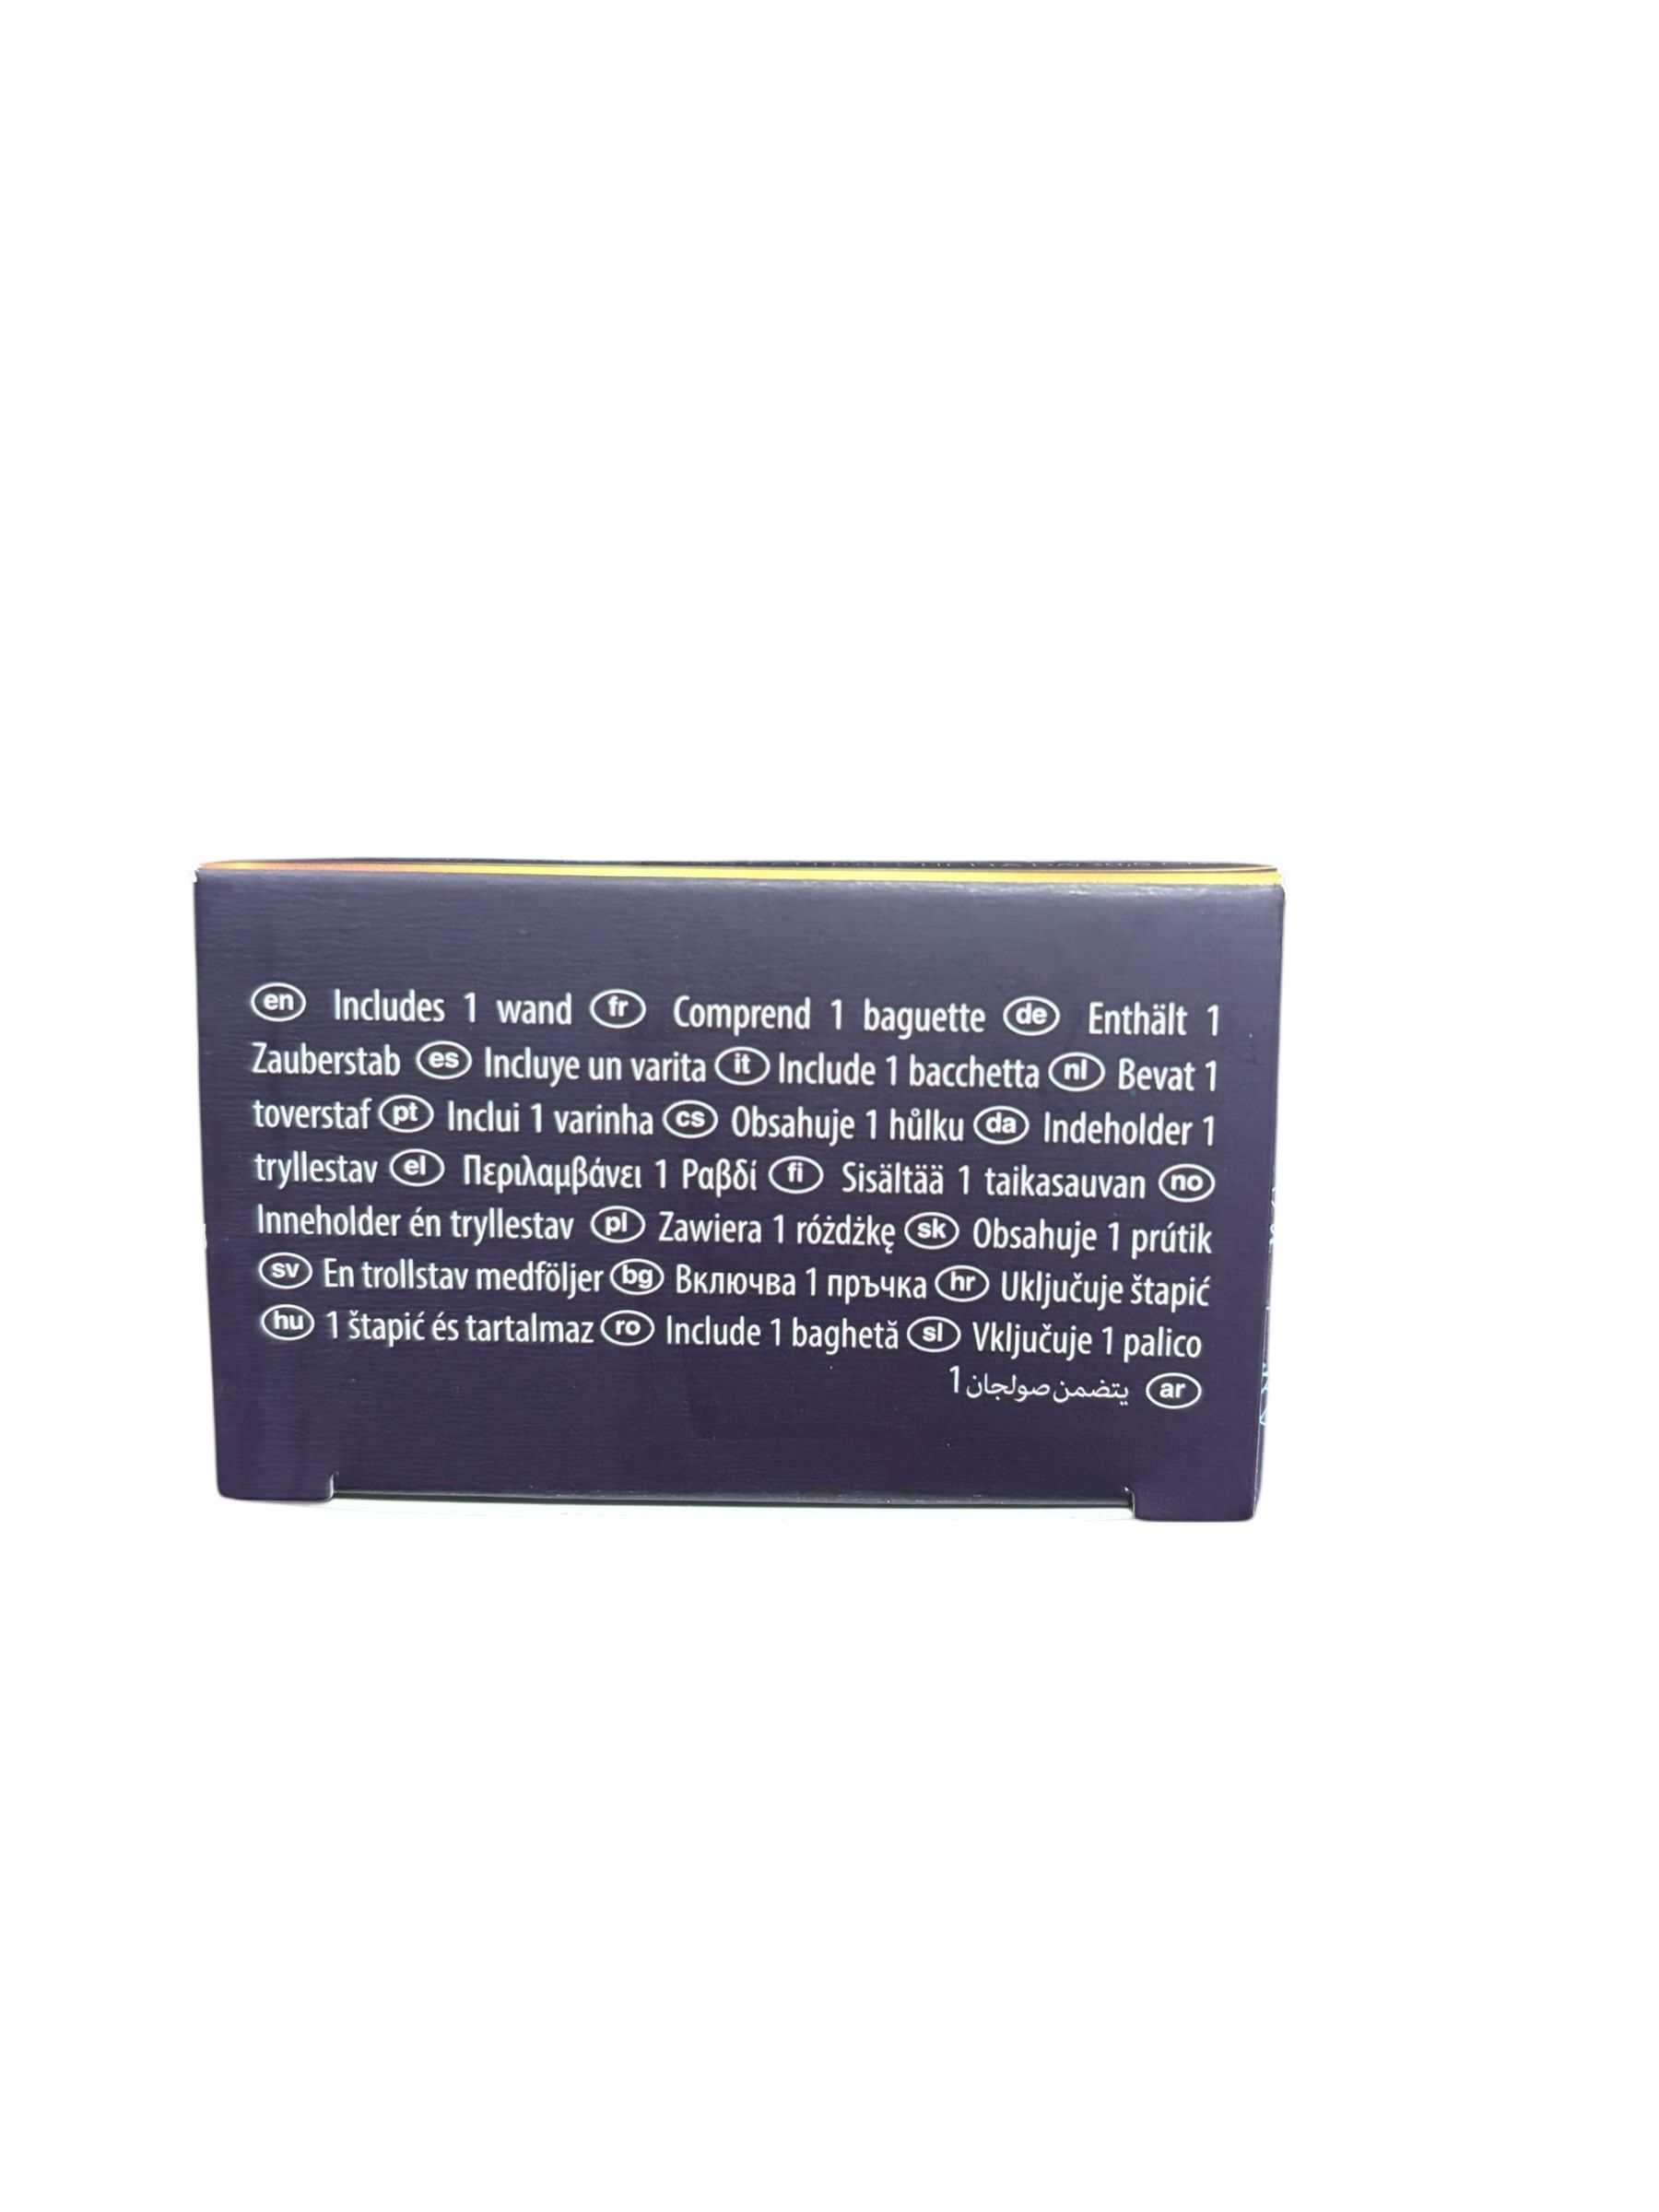 en Includes 1 wand fr Comprend 1 baguette de Enthält 1
Zauberstab es Incluye un varita it Include 1 bacchetta nl Bevat 1
toverstaf pt Inclui 1 varinha cs Obsahuje 1 hůlku da Indeholder 1
tryllestav el Περιλαμβάνει 1 Ραβδί fi Sisältää 1 taikasauvan no
Inneholder én tryllestav pl Zawiera 1 różdżkę sk Obsahuje 1 prútik
sv En trollstav medföljer bg Включва 1 пръчка hr Uključuje štapić
hu 1 štapić és tartalmaz ro Include 1 baghetă sl Vključuje 1 palico
ar يتضمن صولجان 1